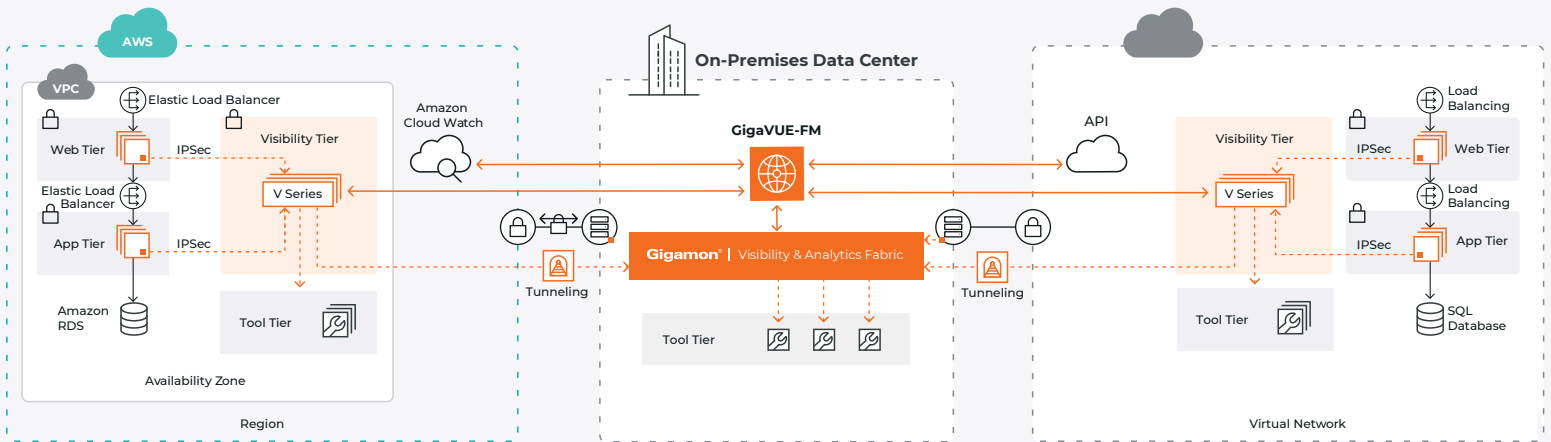 AWS
VPC
Elastic Load Balancer
Web Tier
IPSec
Elastic Load
Balancer
App Tier
IPSec
Amazon
RDS
Visibility Tier
V Series
Tool Tier
Availability Zone
Region
Amazon
Cloud Watch
Tunneling
On-Premises Data Center
GigaVUE-FM
Gigamon® | Visibility & Analytics Fabric
Tool Tier
API
Tunneling
Visibility Tier
V Series
Tool Tier
Load
Balancing
IPSec
Web Tier
Load
Balancing
IPSec
App Tier
SQL
Database
Virtual Network